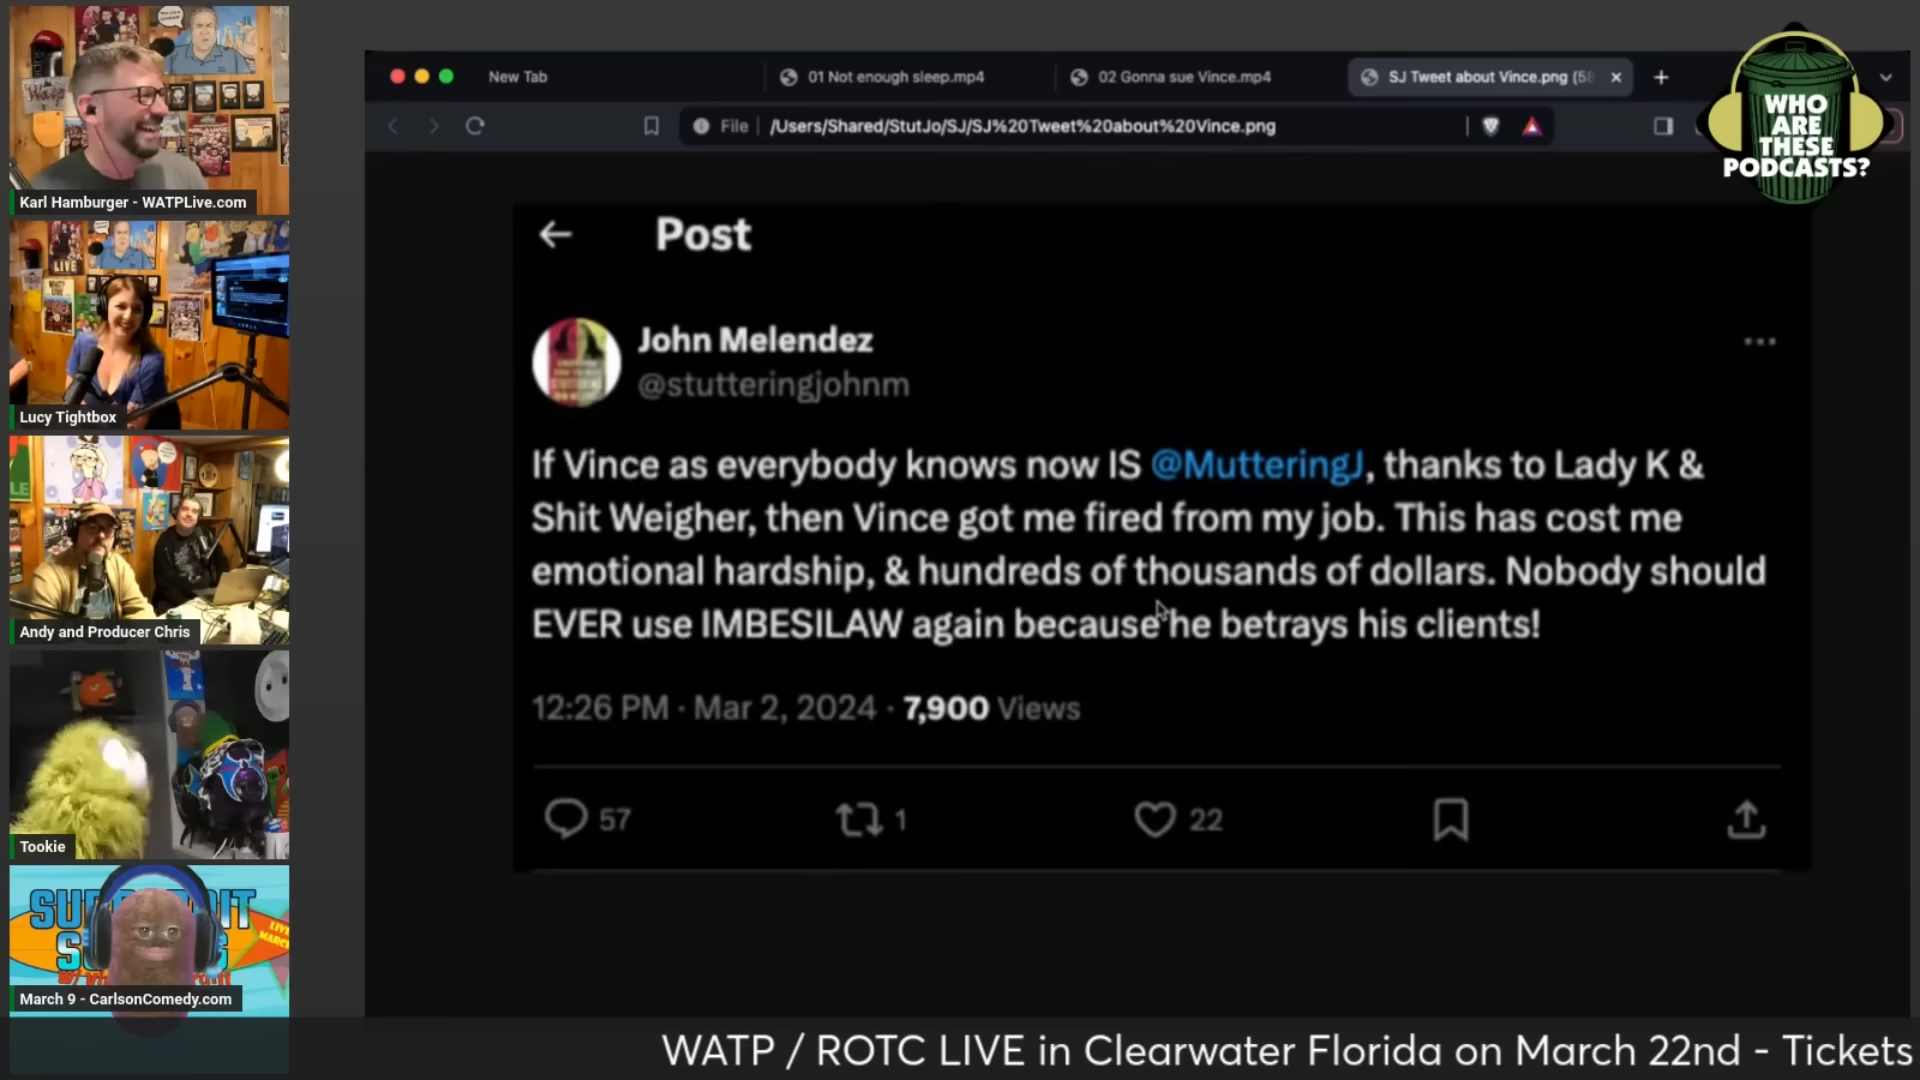 New Tab
01 Not enough sleep.mp4
02 Gonna sue Vince.mp4
SJ Tweet about Vince.png (58
File
/Users/Shared/StutJo/SJ/SJ%20Tweet%20about%20Vince.png
WHO
ARE
THESE
PODCASTS?
Post
John Melendez
@stutteringjohnm
If Vince as everybody knows now IS @MutteringJ, thanks to Lady K &
Shit Weigher, then Vince got me fired from my job. This has cost me
emotional hardship, & hundreds of thousands of dollars. Nobody should
EVER use IMBESILAW again because he betrays his clients!
12:26 PM · Mar 2, 2024 · 7,900 Views
57
1
22
Karl Hamburger - WATPLive.com
LIVE
Lucy Tightbox
Andy and Producer Chris
Tookie
March 9 - CarlsonComedy.com
WATP / ROTC LIVE in Clearwater Florida on March 22nd - Tickets